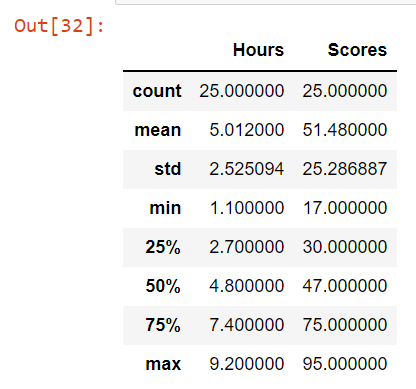 Out[32]:
Hours Scores
count 25.000000 25.000000
mean 5.012000 51.480000
std 2.525094 25.286887
min 1.100000 17.000000
25% 2.700000 30.000000
50% 4.800000 47.000000
75% 7.400000 75.000000
max 9.200000 95.000000